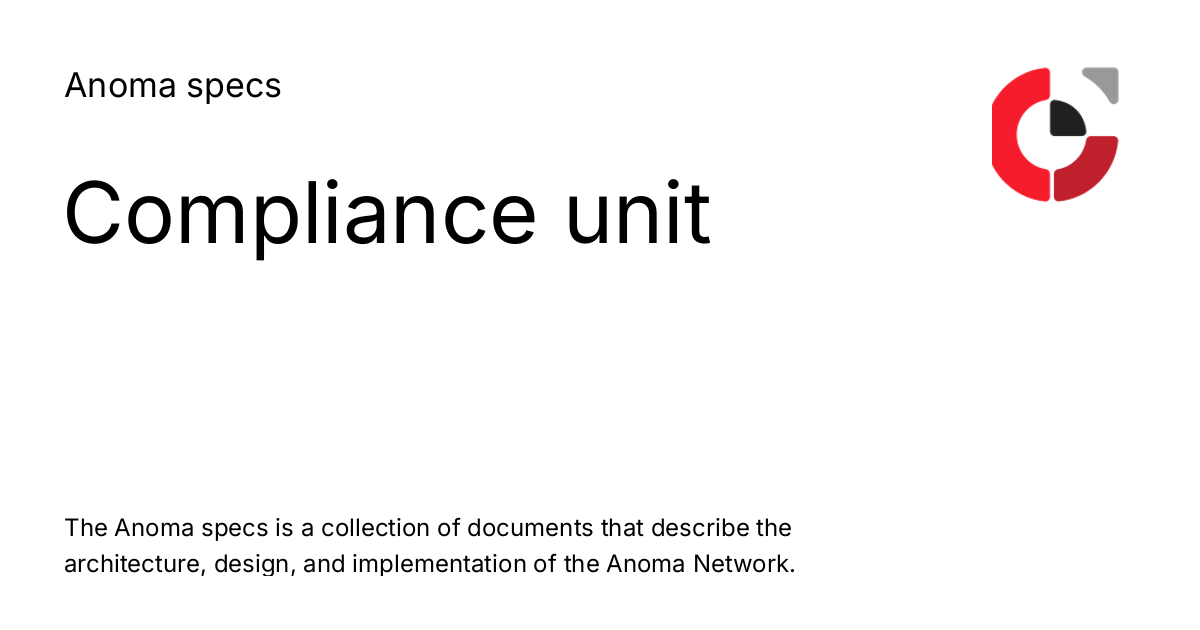 Anoma specs
Compliance unit
The Anoma specs is a collection of documents that describe the
architecture, design, and implementation of the Anoma Network.